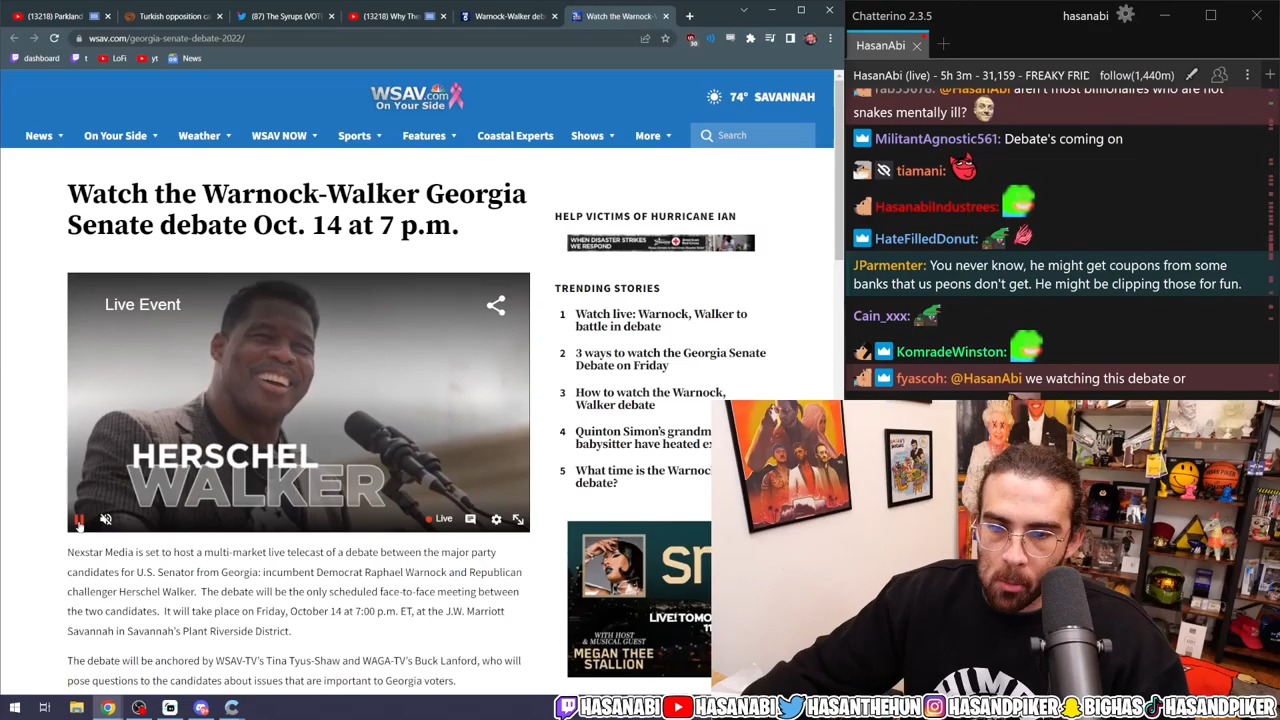 (13218) Parkland
Turkish opposition ca
(87) The Syrups (VOT
(13218) Why The
Warnock-Walker deb
Watch the Warnock-V
wsav.com/georgia-senate-debate-2022/
dashboard
t
LoFi
yt
News
WSAV.com
On Your Side
74° SAVANNAH
News
On Your Side
Weather
WSAV NOW
Sports
Features
Coastal Experts
Shows
More
Search
Watch the Warnock-Walker Georgia
Senate debate Oct. 14 at 7 p.m.
Live Event
HERSCHEL
WALKER
Live
Nexstar Media is set to host a multi-market live telecast of a debate between the major party
candidates for U.S. Senator from Georgia: incumbent Democrat Raphael Warnock and Republican
challenger Herschel Walker. The debate will be the only scheduled face-to-face meeting between
the two candidates. It will take place on Friday, October 14 at 7:00 p.m. ET, at the J.W. Marriott
Savannah in Savannah's Plant Riverside District.
The debate will be anchored by WSAV-TV's Tina Tyus-Shaw and WAGA-TV's Buck Lanford, who will
pose questions to the candidates about issues that are important to Georgia voters.
HELP VICTIMS OF HURRICANE IAN
WHEN DISASTER STRIKES
WE RESPOND
TRENDING STORIES
1 Watch live: Warnock, Walker to
battle in debate
2 3 ways to watch the Georgia Senate
Debate on Friday
3 How to watch the Warnock,
Walker debate
4 Quinton Simon's grandm
babysitter have heated ex
5 What time is the Warnoc
debate?
sn
LIVE! TOMO
WITH HOST
& MUSICAL GUEST
MEGAN THEE
STALLION
Chatterino 2.3.5
hasanabi
HasanAbi
HasanAbi (live) - 5h 3m - 31,159 - FREAKY FRID
follow(1,440m)
@HasanAbi aren't most billionaires who are not
snakes mentally ill?
MilitantAgnostic561: Debate's coming on
tiamani:
HasanabiIndustrees:
HateFilledDonut:
JParmenter: You never know, he might get coupons from some
banks that us peons don't get. He might be clipping those for fun.
Cain_xxx:
KomradeWinston:
fyascoh: @HasanAbi we watching this debate or
HASANABI
HASANABI
HASANTHEHUN
HASANDPIKER
BIGHAS
HASANDPIKER